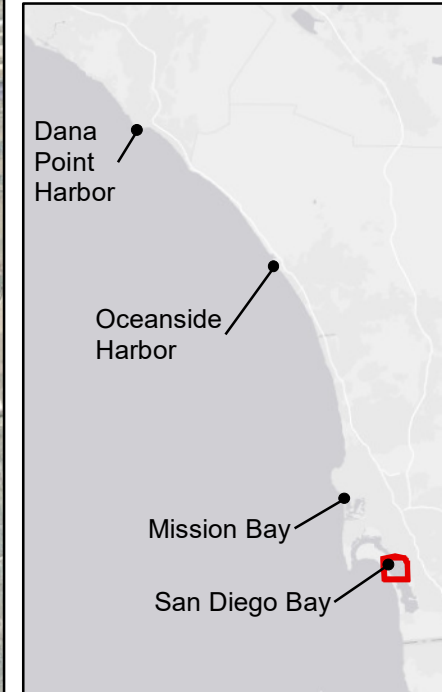 Dana
Point
Harbor
Oceanside
Harbor
Mission Bay
San Diego Bay